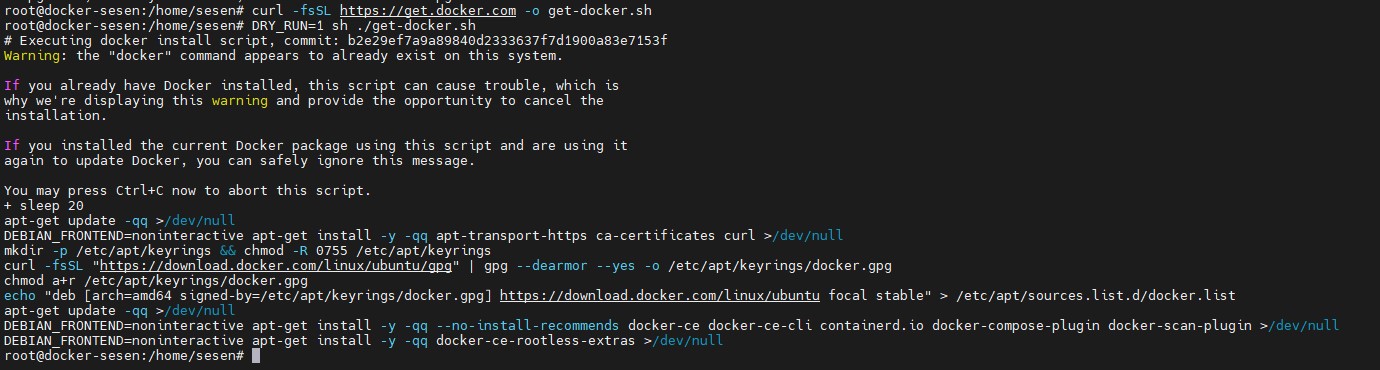 root@docker-sesen:/home/sesen# curl -fsSL https://get.docker.com -o get-docker.sh
root@docker-sesen:/home/sesen# DRY_RUN=1 sh ./get-docker.sh
# Executing docker install script, commit: b2e29ef7a9a89840d2333637f7d1900a83e7153f
Warning: the "docker" command appears to already exist on this system.
If you already have Docker installed, this script can cause trouble, which is
why we're displaying this warning and provide the opportunity to cancel the
installation.
If you installed the current Docker package using this script and are using it
again to update Docker, you can safely ignore this message.
You may press Ctrl+C now to abort this script.
+ sleep 20
apt-get update -qq >/dev/null
DEBIAN_FRONTEND=noninteractive apt-get install -y -qq apt-transport-https ca-certificates curl >/dev/null
mkdir -p /etc/apt/keyrings && chmod -R 0755 /etc/apt/keyrings
curl -fsSL "https://download.docker.com/linux/ubuntu/gpg" | gpg --dearmor --yes -o /etc/apt/keyrings/docker.gpg
chmod a+r /etc/apt/keyrings/docker.gpg
echo "deb [arch=amd64 signed-by=/etc/apt/keyrings/docker.gpg] https://download.docker.com/linux/ubuntu focal stable" > /etc/apt/sources.list.d/docker.list
apt-get update -qq >/dev/null
DEBIAN_FRONTEND=noninteractive apt-get install -y -qq --no-install-recommends docker-ce docker-ce-cli containerd.io docker-compose-plugin docker-scan-plugin >/dev/null
DEBIAN_FRONTEND=noninteractive apt-get install -y -qq docker-ce-rootless-extras >/dev/null
root@docker-sesen:/home/sesen#